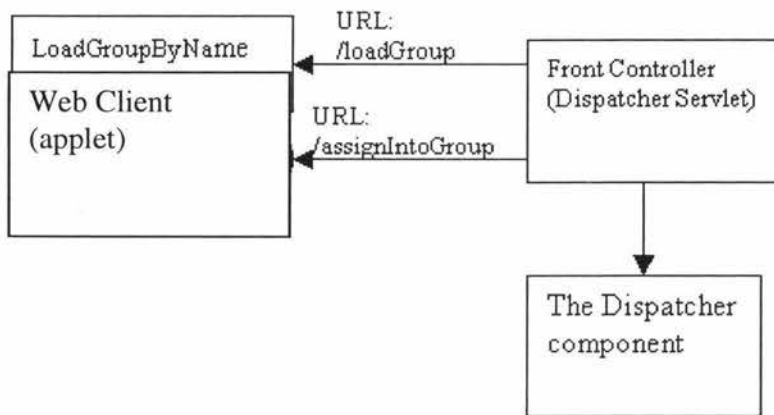 URL:
/loadGroup
LoadGroupByName
Web Client
(applet)
URL:
/assignIntoGroup
Front Controller
(Dispatcher Servlet)
The Dispatcher
component